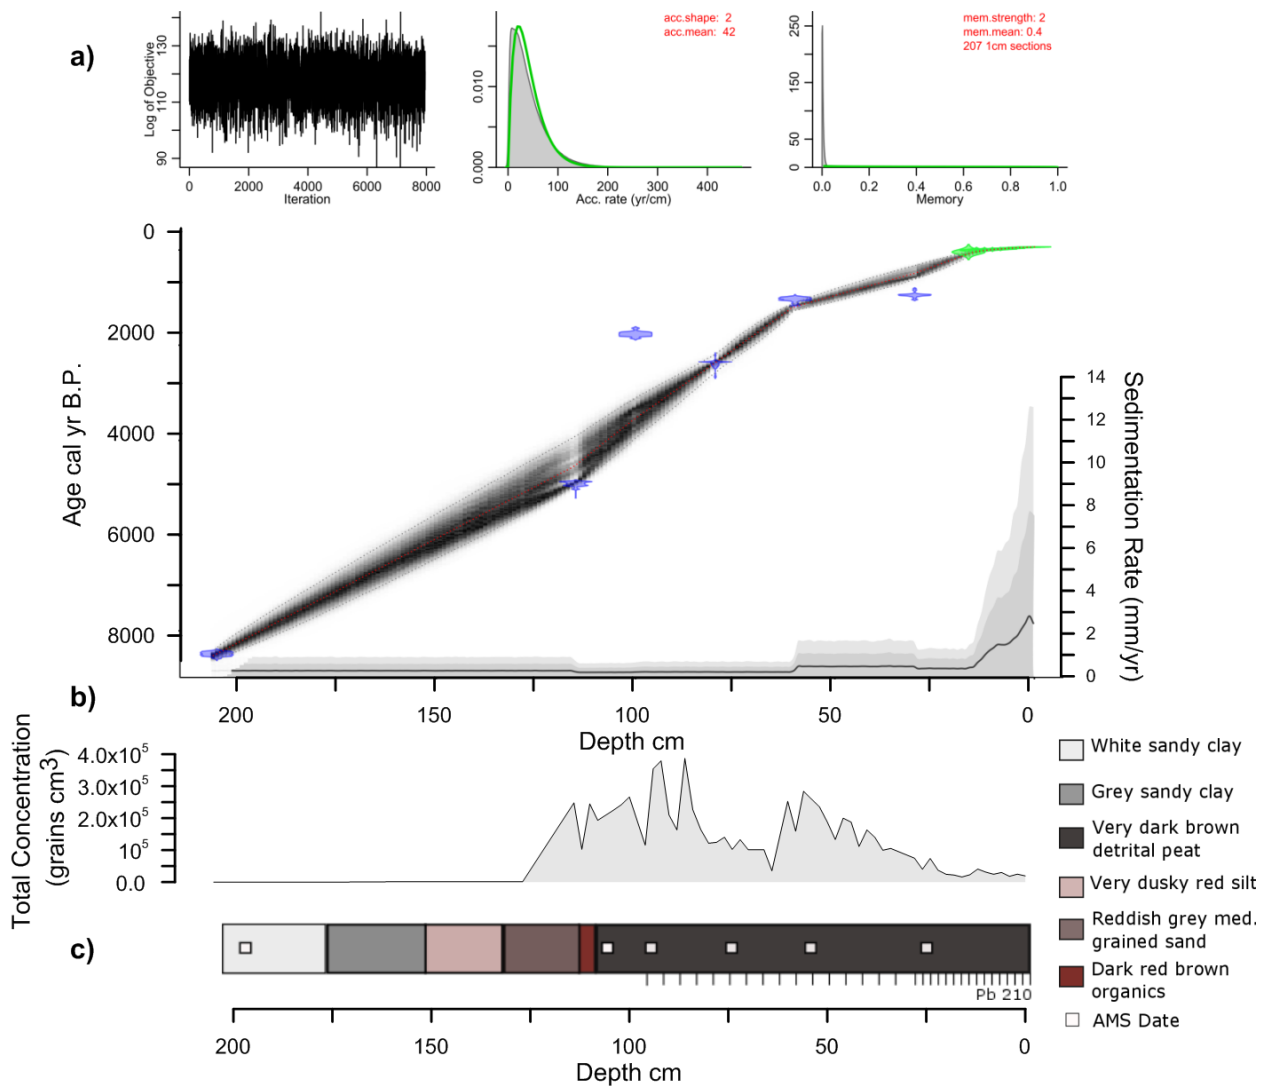 a)
acc.shape: 2
acc.mean: 42
mem.strength: 2
mem.mean: 0.4
207 1cm sections
Log of Objective
90
110
130
0
2000
4000
6000
8000
Iteration
0.000
0.010
0
100
200
300
400
Acc. rate (yr/cm)
0
50
150
250
0.0
0.2
0.4
0.6
0.8
1.0
Memory
Age cal yr B.P.
0
2000
4000
6000
8000
14
12
10
8
6
4
2
0
Sedimentation Rate (mm/yr)
200
150
100
50
0
Depth cm
b)
Total Concentration
(grains cm3)
4.0x105
3.0x105
2.0x105
105
0.0
White sandy clay
Grey sandy clay
Very dark brown
detrital peat
Very dusky red silt
Reddish grey med.
grained sand
Dark red brown
organics
AMS Date
c)
Pb 210
200
150
100
50
0
Depth cm